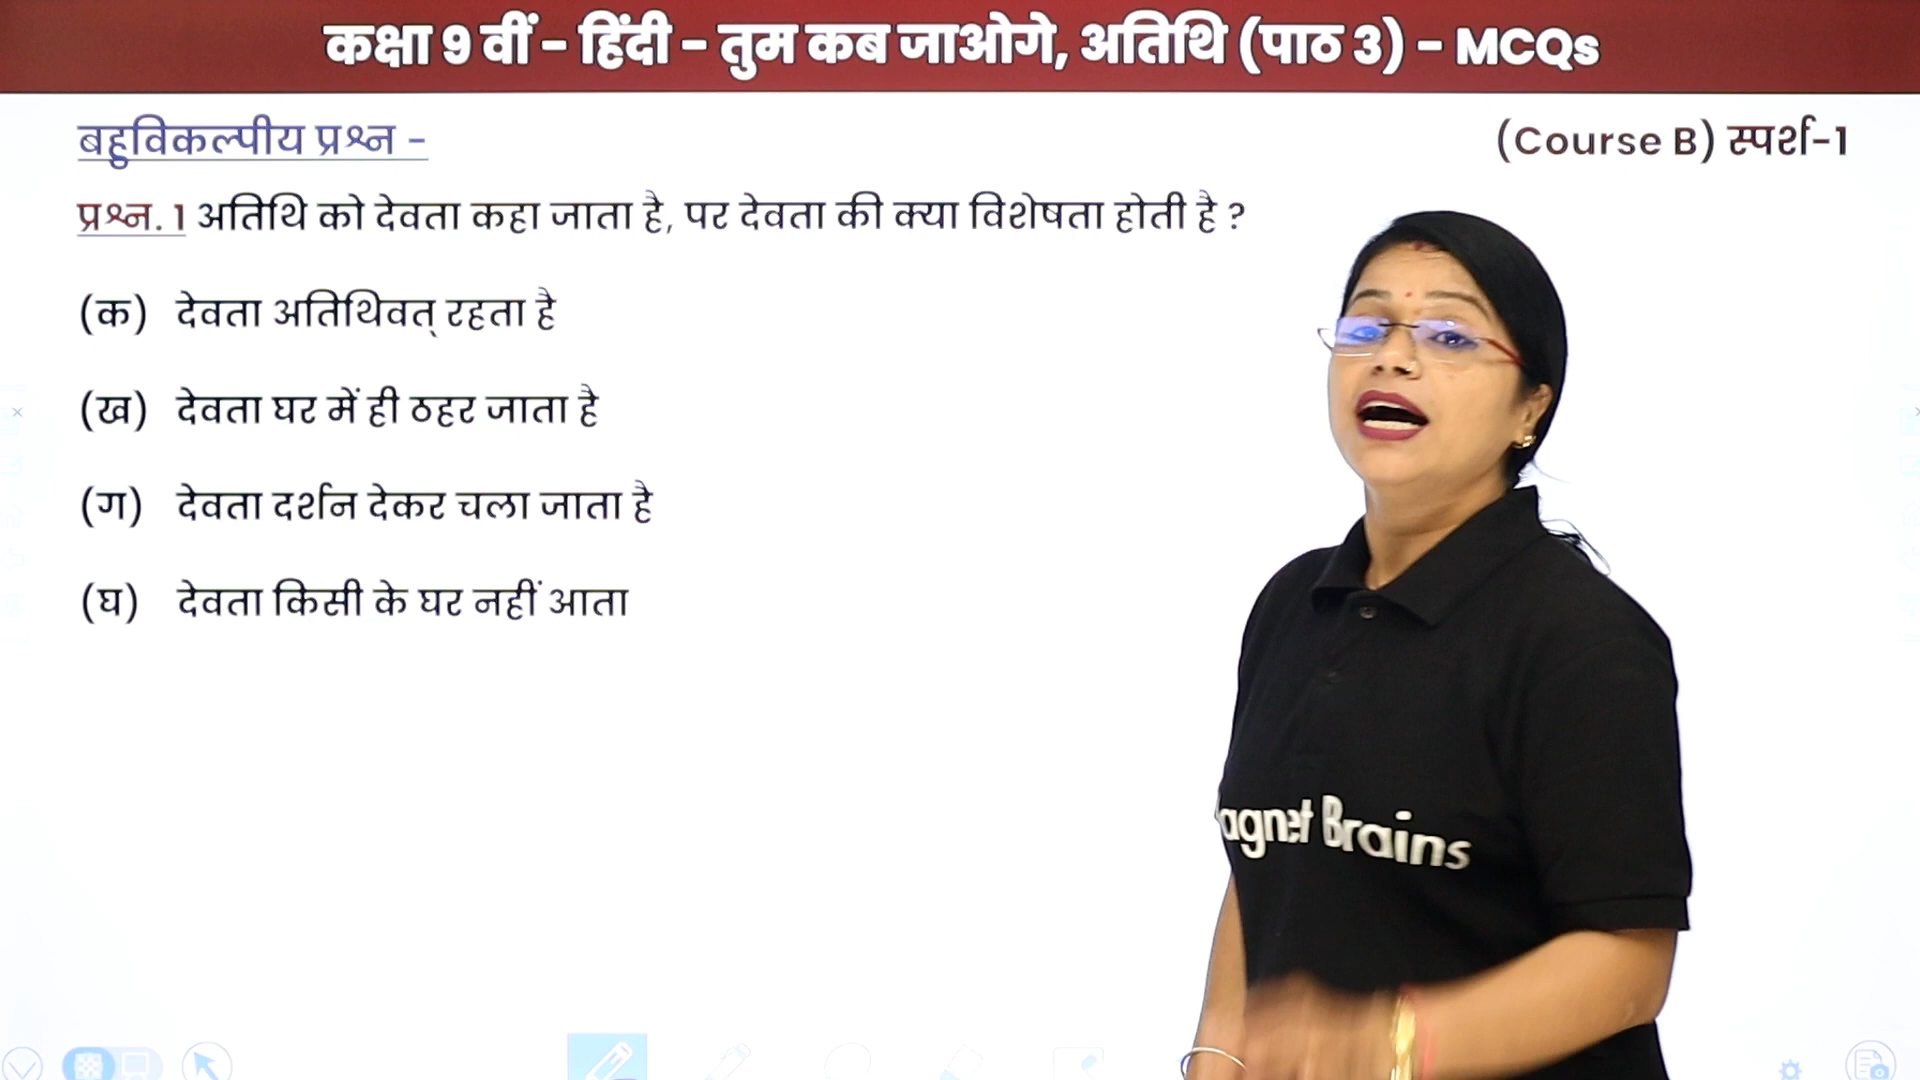 कक्षा 9 वीं – हिंदी – तुम कब जाओगे, अतिथि (पाठ 3) – MCQs
बहुविकल्पीय प्रश्न –
(Course B) स्पर्श-1
प्रश्न. 1 अतिथि को देवता कहा जाता है, पर देवता की क्या विशेषता होती है ?
(क) देवता अतिथिवत् रहता है
(ख) देवता घर में ही ठहर जाता है
(ग) देवता दर्शन देकर चला जाता है
(घ) देवता किसी के घर नहीं आता
agnet Brains